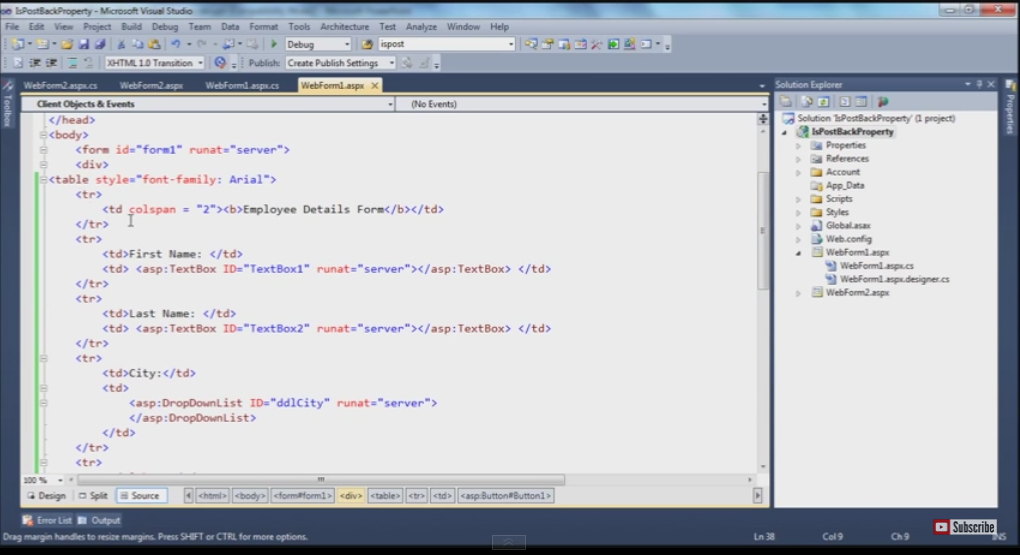 IsPostBackProperty - Microsoft Visual Studio
File Edit View Project Build Debug Team Data Format Tools Architecture Test Analyze Window Help
Debug ispost
XHTML 1.0 Transition Publish: Create Publish Settings
WebForm2.aspx.cs WebForm2.aspx WebForm1.aspx.cs WebForm1.aspx
Client Objects & Events (No Events)
Toolbox
</head>
<body>
<form id="form1" runat="server">
<div>
<table style="font-family: Arial">
<tr>
<td colspan = "2"><b>Employee Details Form</b></td>
</tr>
<tr>
<td>First Name: </td>
<td> <asp:TextBox ID="TextBox1" runat="server"></asp:TextBox> </td>
</tr>
<tr>
<td>Last Name: </td>
<td> <asp:TextBox ID="TextBox2" runat="server"></asp:TextBox> </td>
</tr>
<tr>
<td>City:</td>
<td>
<asp:DropDownList ID="ddlCity" runat="server">
</asp:DropDownList>
</td>
</tr>
<tr>
100 %
Design Split Source <html> <body> <form#form1> <div> <table> <tr> <td> <asp:Button#Button1>
Solution Explorer
Solution 'IsPostBackProperty' (1 project)
IsPostBackProperty
Properties
References
Account
App_Data
Scripts
Styles
Global.asax
Web.config
WebForm1.aspx
WebForm1.aspx.cs
WebForm1.aspx.designer.cs
WebForm2.aspx
Properties
Error List Output
Subscribe
Drag margin handles to resize margins. Press SHIFT or CTRL for more options. Ln 38 Col 9 Ch 9 INS